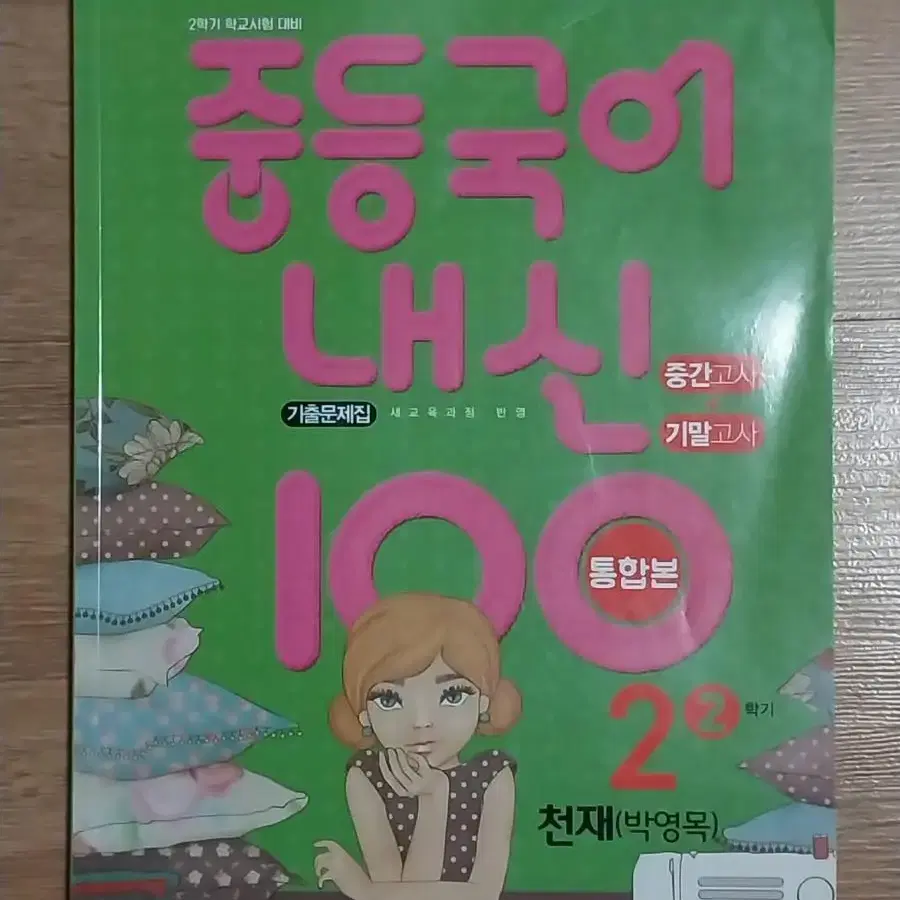 2학기 학교시험 대비
중등국어
내신
중간고사
기출문제집 새교육과정 반영
기말고사
100
통합본
2 2 학기
천재(박영목)